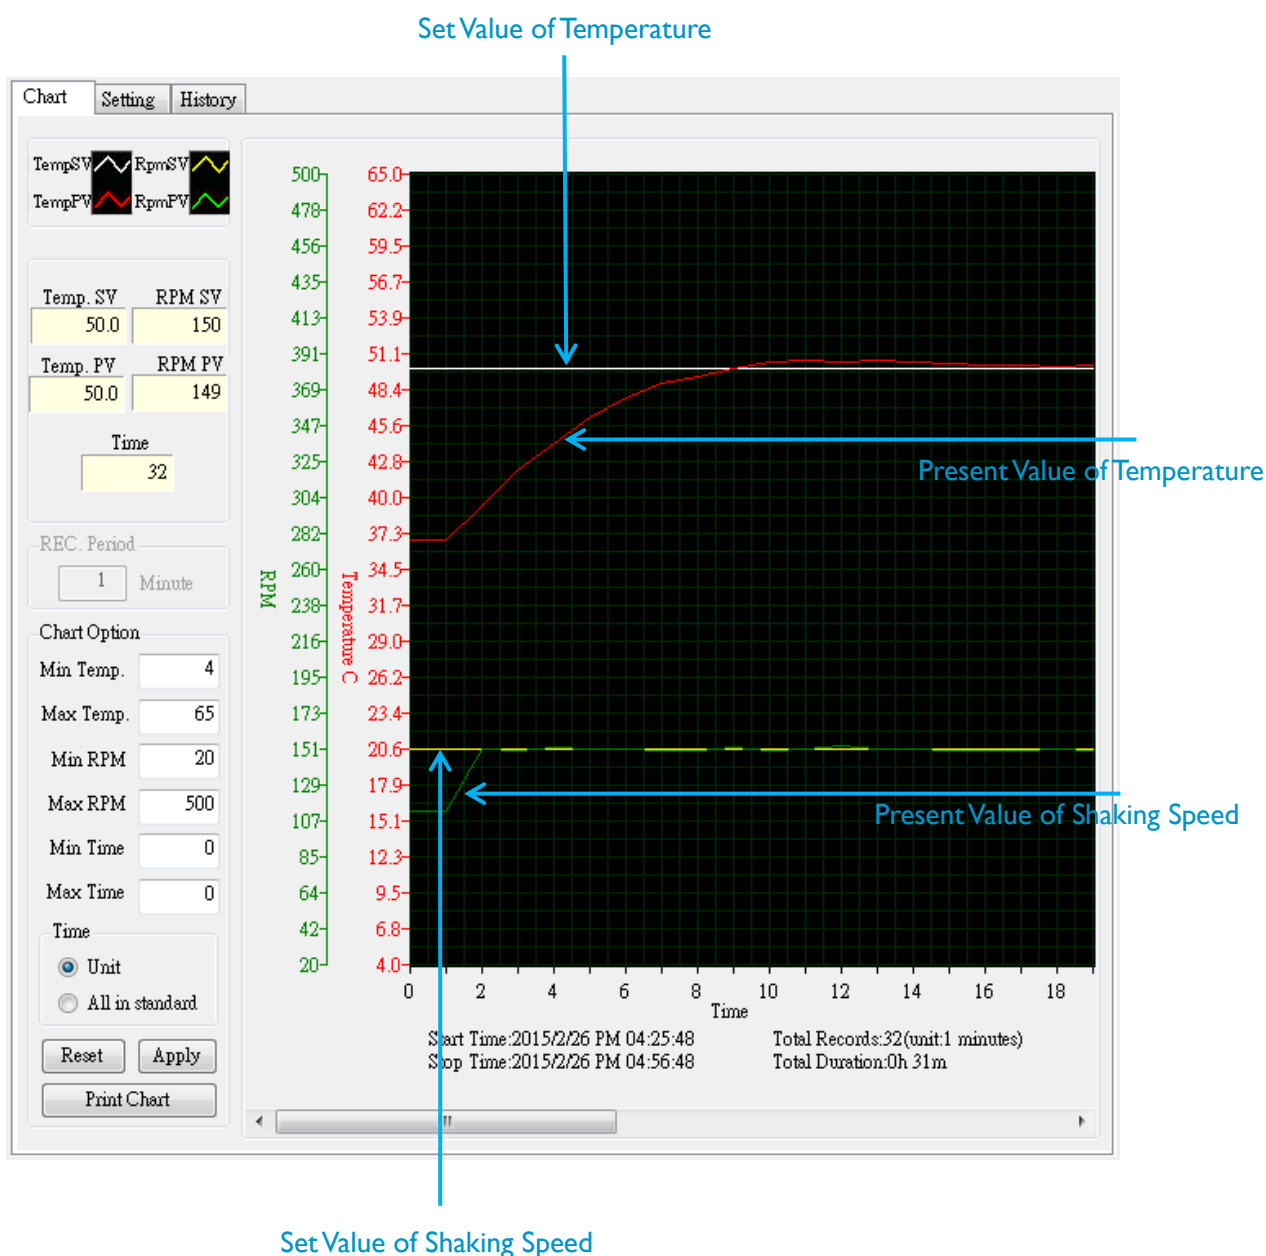 Set Value of Temperature
Chart Setting History
TempSV RpmSV
TempPV RpmPV
Temp. SV RPM SV
50.0 150
Temp. PV RPM PV
50.0 149
Time
32
REC. Period
1 Minute
Chart Option
Min Temp. 4
Max Temp. 65
Min RPM 20
Max RPM 500
Min Time 0
Max Time 0
Time
Unit
All in standard
Reset Apply
Print Chart
500 65.0
478 62.2
456 59.5
435 56.7
413 53.9
391 51.1
369 48.4
347 45.6
325 42.8
304 40.0
282 37.3
260 34.5
238 31.7
216 29.0
195 26.2
173 23.4
151 20.6
129 17.9
107 15.1
85 12.3
64 9.5
42 6.8
20 4.0
RPM
Temperature C
0 2 4 6 8 10 12 14 16 18
Time
Start Time:2015/2/26 PM 04:25:48 Total Records:32(unit:1 minutes)
Stop Time:2015/2/26 PM 04:56:48 Total Duration:0h 31m
Present Value of Temperature
Present Value of Shaking Speed
Set Value of Shaking Speed